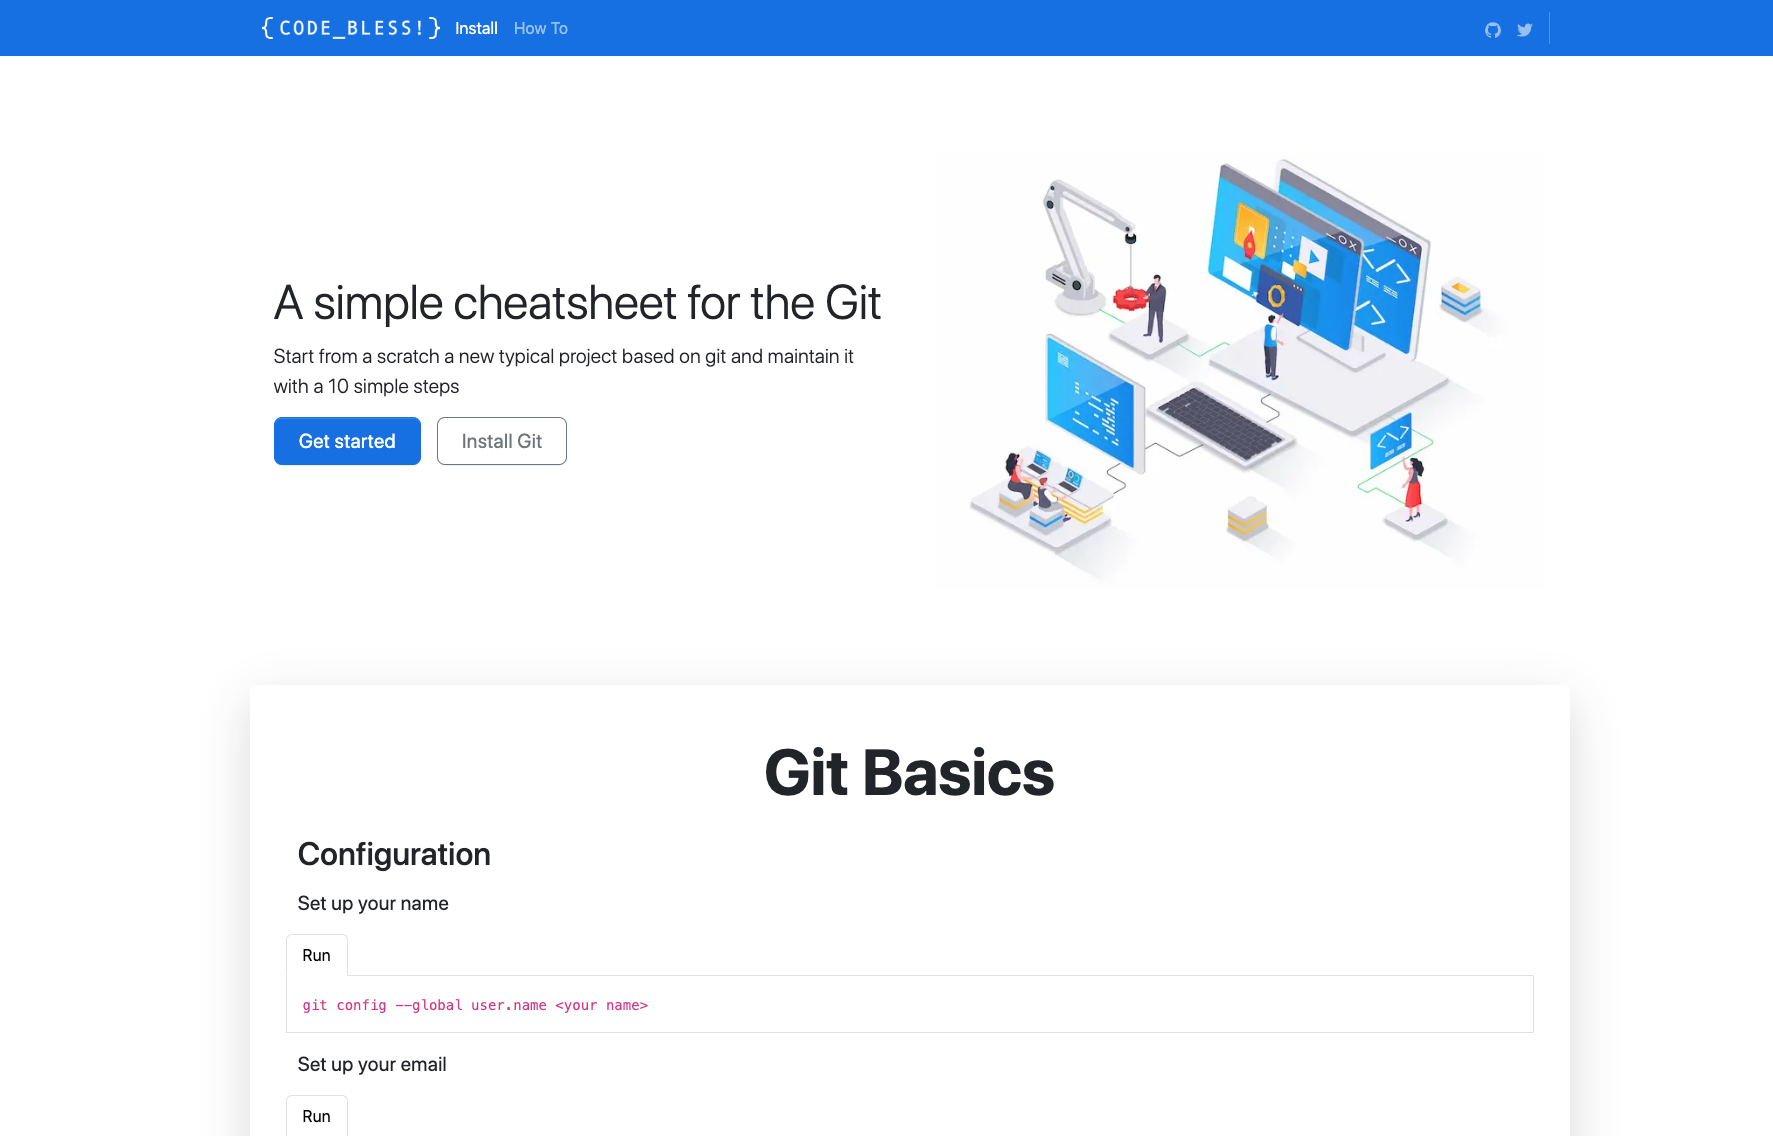 {CODE_BLESS!} Install How To
A simple cheatsheet for the Git
Start from a scratch a new typical project based on git and maintain it
with a 10 simple steps
Get started Install Git
Git Basics
Configuration
Set up your name
Run
git config --global user.name <your name>
Set up your email
Run